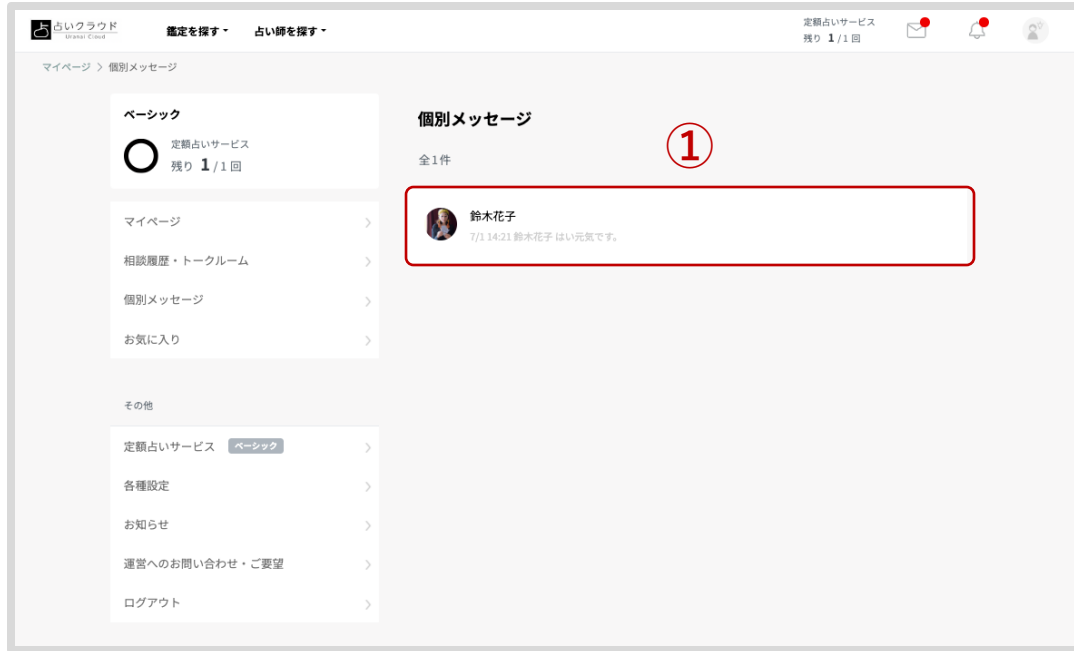 占いクラウド
Uranai Cloud
鑑定を探す
占い師を探す
定額占いサービス
残り 1 / 1 回
マイページ 〉 個別メッセージ
ベーシック
定額占いサービス
残り 1 / 1 回
マイページ
相談履歴・トークルーム
個別メッセージ
お気に入り
その他
定額占いサービス ベーシック
各種設定
お知らせ
運営へのお問い合わせ・ご要望
ログアウト
個別メッセージ
①
全1件
鈴木花子
7/1 14:21 鈴木花子 はい元気です。